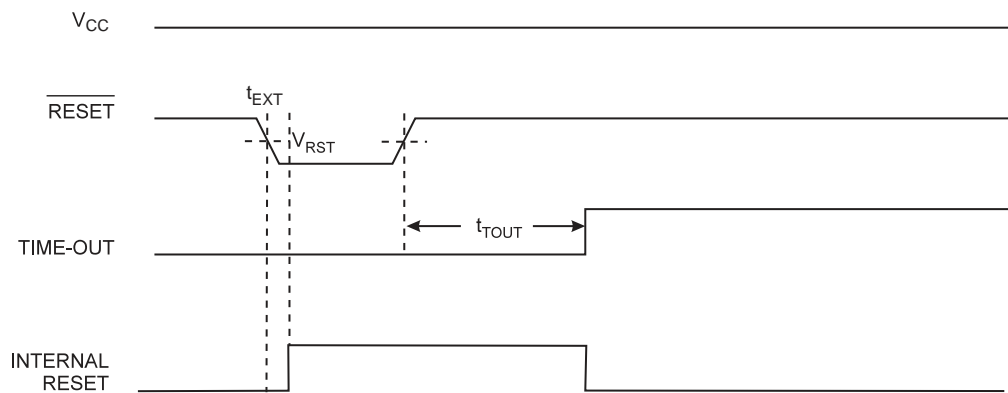 VCC
RESET
tEXT
VRST
tTOUT
TIME-OUT
INTERNAL
RESET